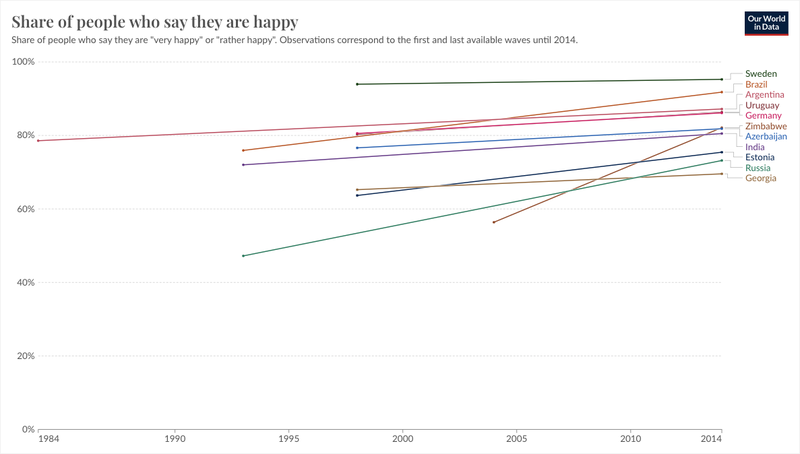 Share of people who say they are happy
Share of people who say they are "very happy" or "rather happy". Observations correspond to the first and last available waves until 2014.
Our World
in Data
100%
80%
60%
40%
20%
0%
1984
1990
1995
2000
2005
2010
2014
Sweden
Brazil
Argentina
Uruguay
Germany
Zimbabwe
Azerbaijan
India
Estonia
Russia
Georgia